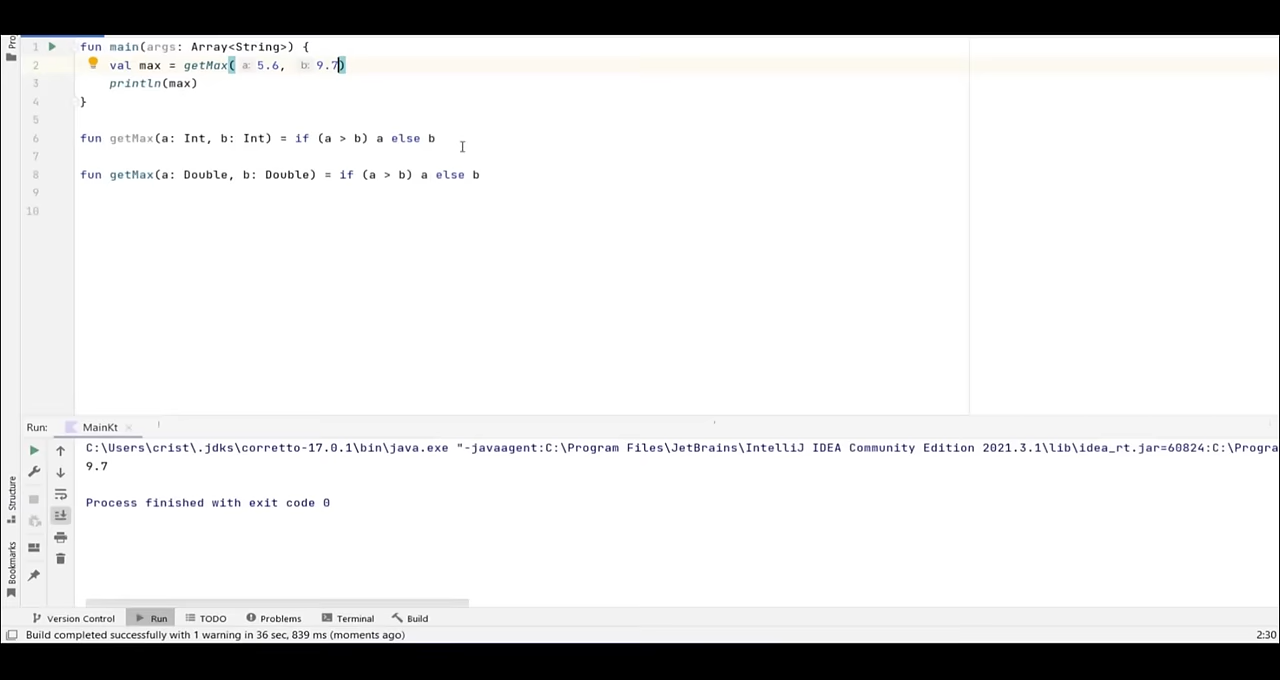 Pro
1 fun main(args: Array<String>) {
2 val max = getMax( a: 5.6, b: 9.7)
3 println(max)
4 }
5
6 fun getMax(a: Int, b: Int) = if (a > b) a else b
7
8 fun getMax(a: Double, b: Double) = if (a > b) a else b
9
10
Run: MainKt
C:\Users\crist\.jdks\corretto-17.0.1\bin\java.exe "-javaagent:C:\Program Files\JetBrains\IntelliJ IDEA Community Edition 2021.3.1\lib\idea_rt.jar=60824:C:\Progra
9.7
Process finished with exit code 0
Structure
Bookmarks
Version Control Run TODO Problems Terminal Build
Build completed successfully with 1 warning in 36 sec, 839 ms (moments ago) 2:30